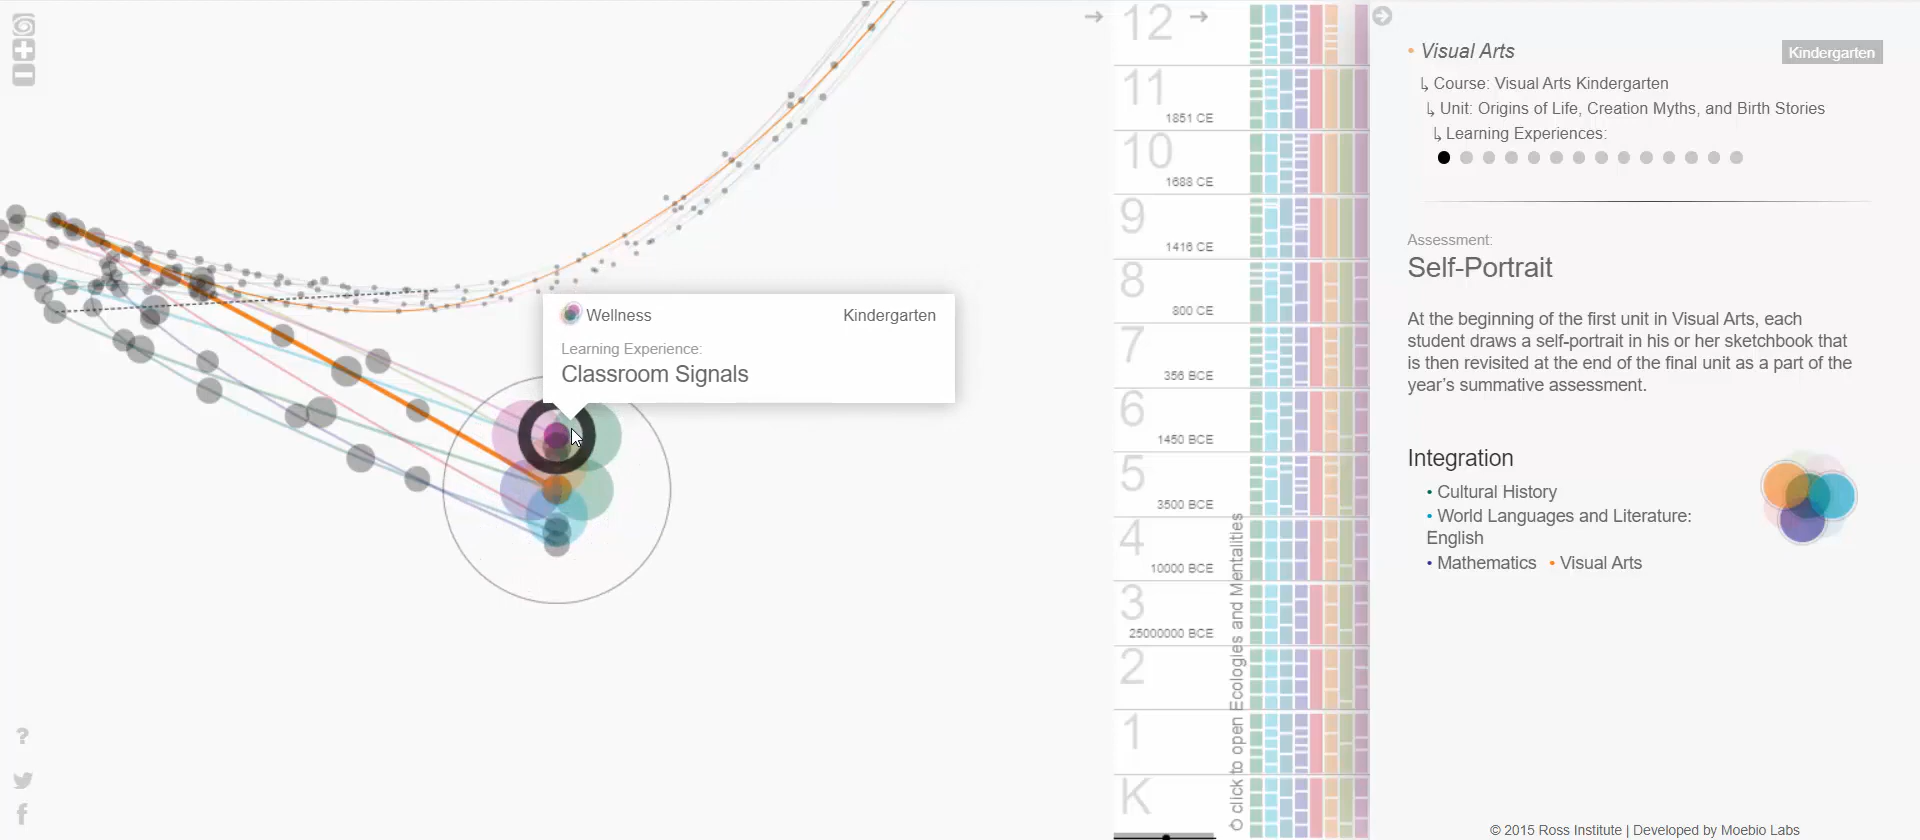 Wellness
Kindergarten
Learning Experience:
Classroom Signals
?
12
11
1851 CE
10
1688 CE
9
1416 CE
8
800 CE
7
356 BCE
6
1450 BCE
5
3500 BCE
4
10000 BCE
3
25000000 BCE
2
1
K
click to open Ecologies and Mentalities
• Visual Arts
Kindergarten
Course: Visual Arts Kindergarten
Unit: Origins of Life, Creation Myths, and Birth Stories
Learning Experiences:
Assessment:
Self-Portrait
At the beginning of the first unit in Visual Arts, each
student draws a self-portrait in his or her sketchbook that
is then revisited at the end of the final unit as a part of the
year’s summative assessment.
Integration
• Cultural History
• World Languages and Literature:
English
• Mathematics • Visual Arts
© 2015 Ross Institute | Developed by Moebio Labs